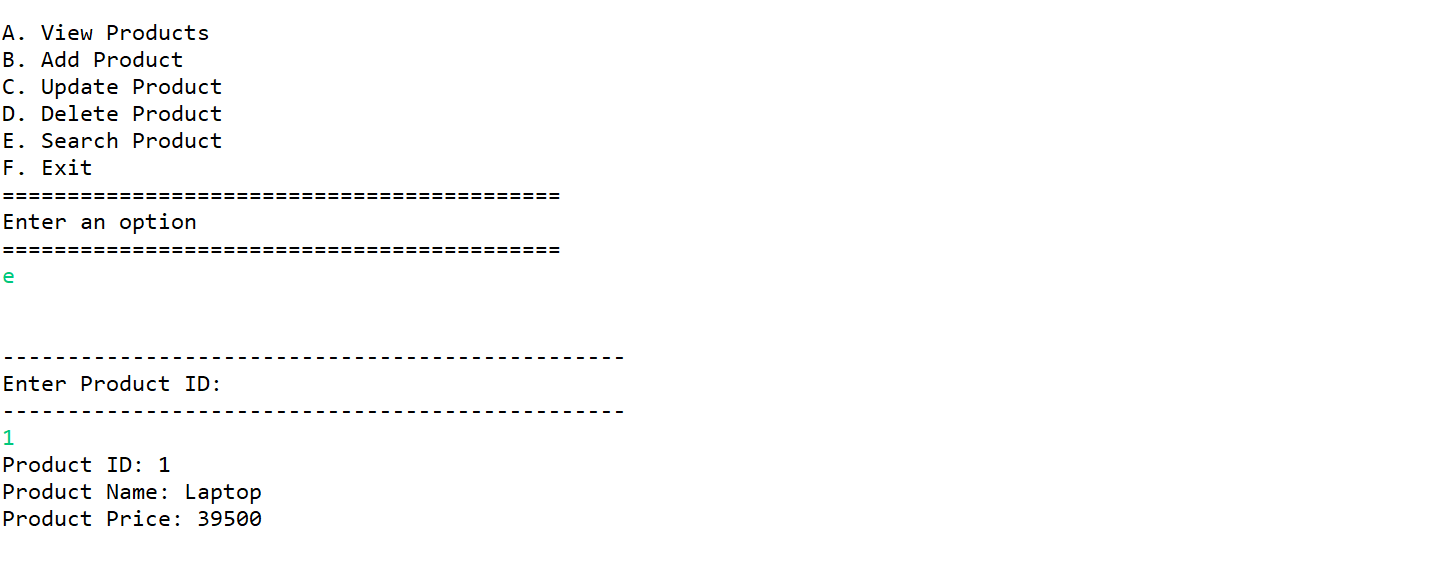 A. View Products
B. Add Product
C. Update Product
D. Delete Product
E. Search Product
F. Exit
===========================================
Enter an option
===========================================
e
------------------------------------------------
Enter Product ID:
------------------------------------------------
1
Product ID: 1
Product Name: Laptop
Product Price: 39500